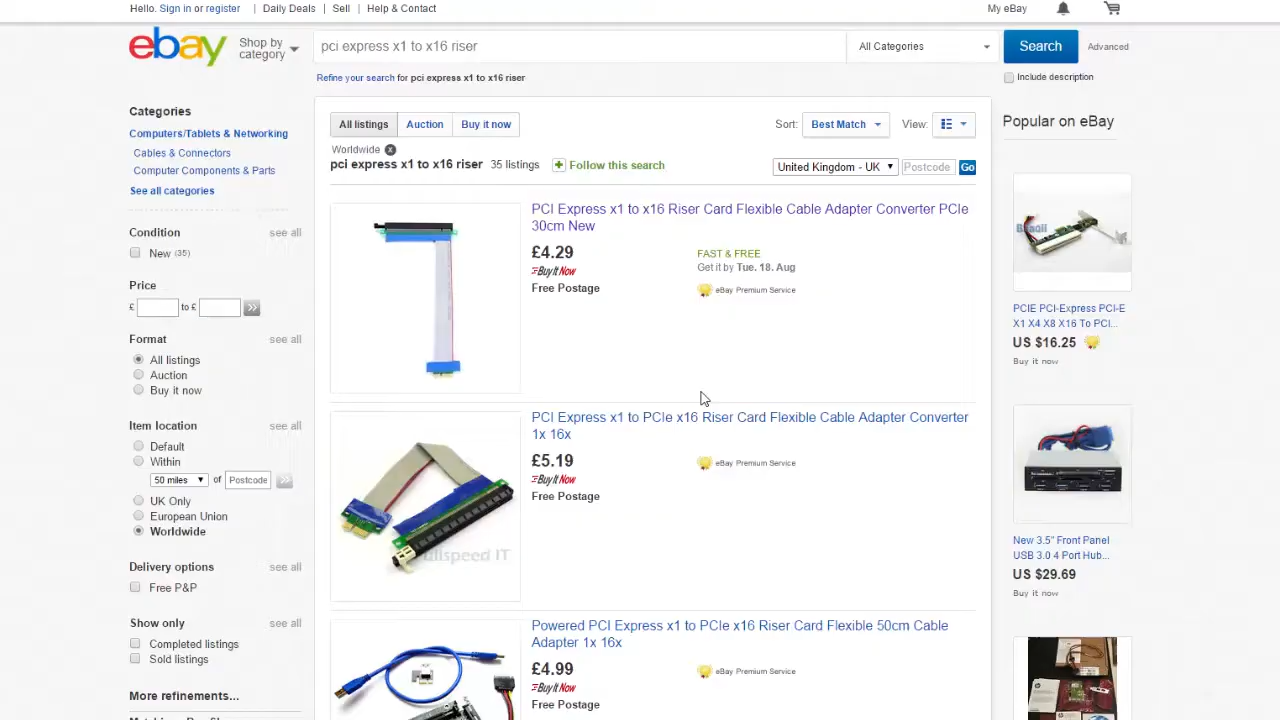 Hello. Sign in or register | Daily Deals | Sell | Help & Contact My eBay
ebay Shop by category pci express x1 to x16 riser All Categories Search Advanced
Refine your search for pci express x1 to x16 riser Include description
Categories
Computers/Tablets & Networking
Cables & Connectors
Computer Components & Parts
See all categories
Condition see all
New (35)
Price
£ to £ >>
Format see all
All listings
Auction
Buy it now
Item location see all
Default
Within
50 miles of Postcode >>
UK Only
European Union
Worldwide
Delivery options see all
Free P&P
Show only see all
Completed listings
Sold listings
More refinements...
All listings Auction Buy it now Sort: Best Match View:
Worldwide
pci express x1 to x16 riser 35 listings Follow this search United Kingdom - UK Postcode Go
PCI Express x1 to x16 Riser Card Flexible Cable Adapter Converter PCIe
30cm New
£4.29 FAST & FREE
Buy It Now Get it by Tue. 18. Aug
Free Postage eBay Premium Service
PCI Express x1 to PCIe x16 Riser Card Flexible Cable Adapter Converter
1x 16x
£5.19 eBay Premium Service
Buy It Now
Free Postage
IT
Powered PCI Express x1 to PCIe x16 Riser Card Flexible 50cm Cable
Adapter 1x 16x
£4.99 eBay Premium Service
Buy It Now
Free Postage
Popular on eBay
PCIE PCI-Express PCI-E
X1 X4 X8 X16 To PCI...
US $16.25
Buy it now
New 3.5" Front Panel
USB 3.0 4 Port Hub...
US $29.69
Buy it now